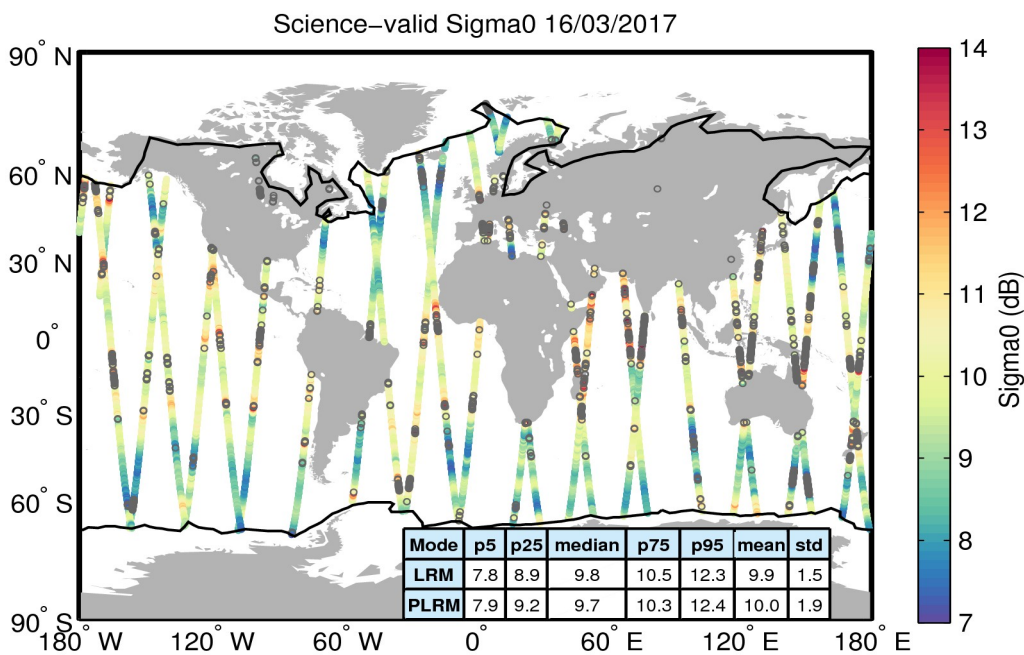 Science−valid Sigma0 16/03/2017
90° N
60° N
30° N
0°
30° S
60° S
90° S
180° W 120° W 60° W 0° 60° E 120° E 180° E
14
13
12
11
10
9
8
7
Sigma0 (dB)
Mode p5 p25 median p75 p95 mean std
LRM 7.8 8.9 9.8 10.5 12.3 9.9 1.5
PLRM 7.9 9.2 9.7 10.3 12.4 10.0 1.9